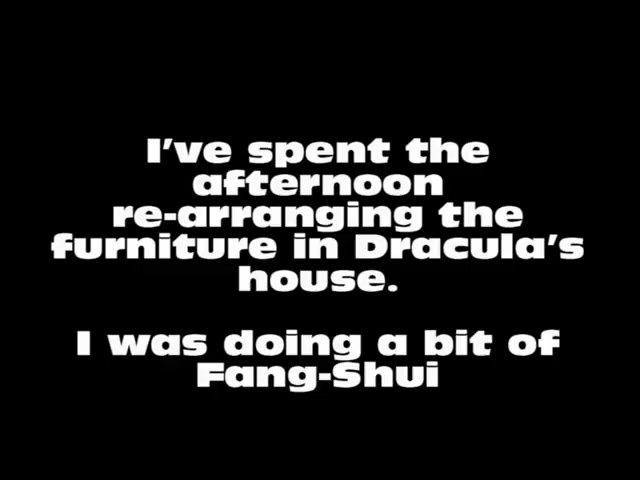 I've spent the
afternoon
re-arranging the
furniture in Dracula's
house.
I was doing a bit of
Fang-Shui